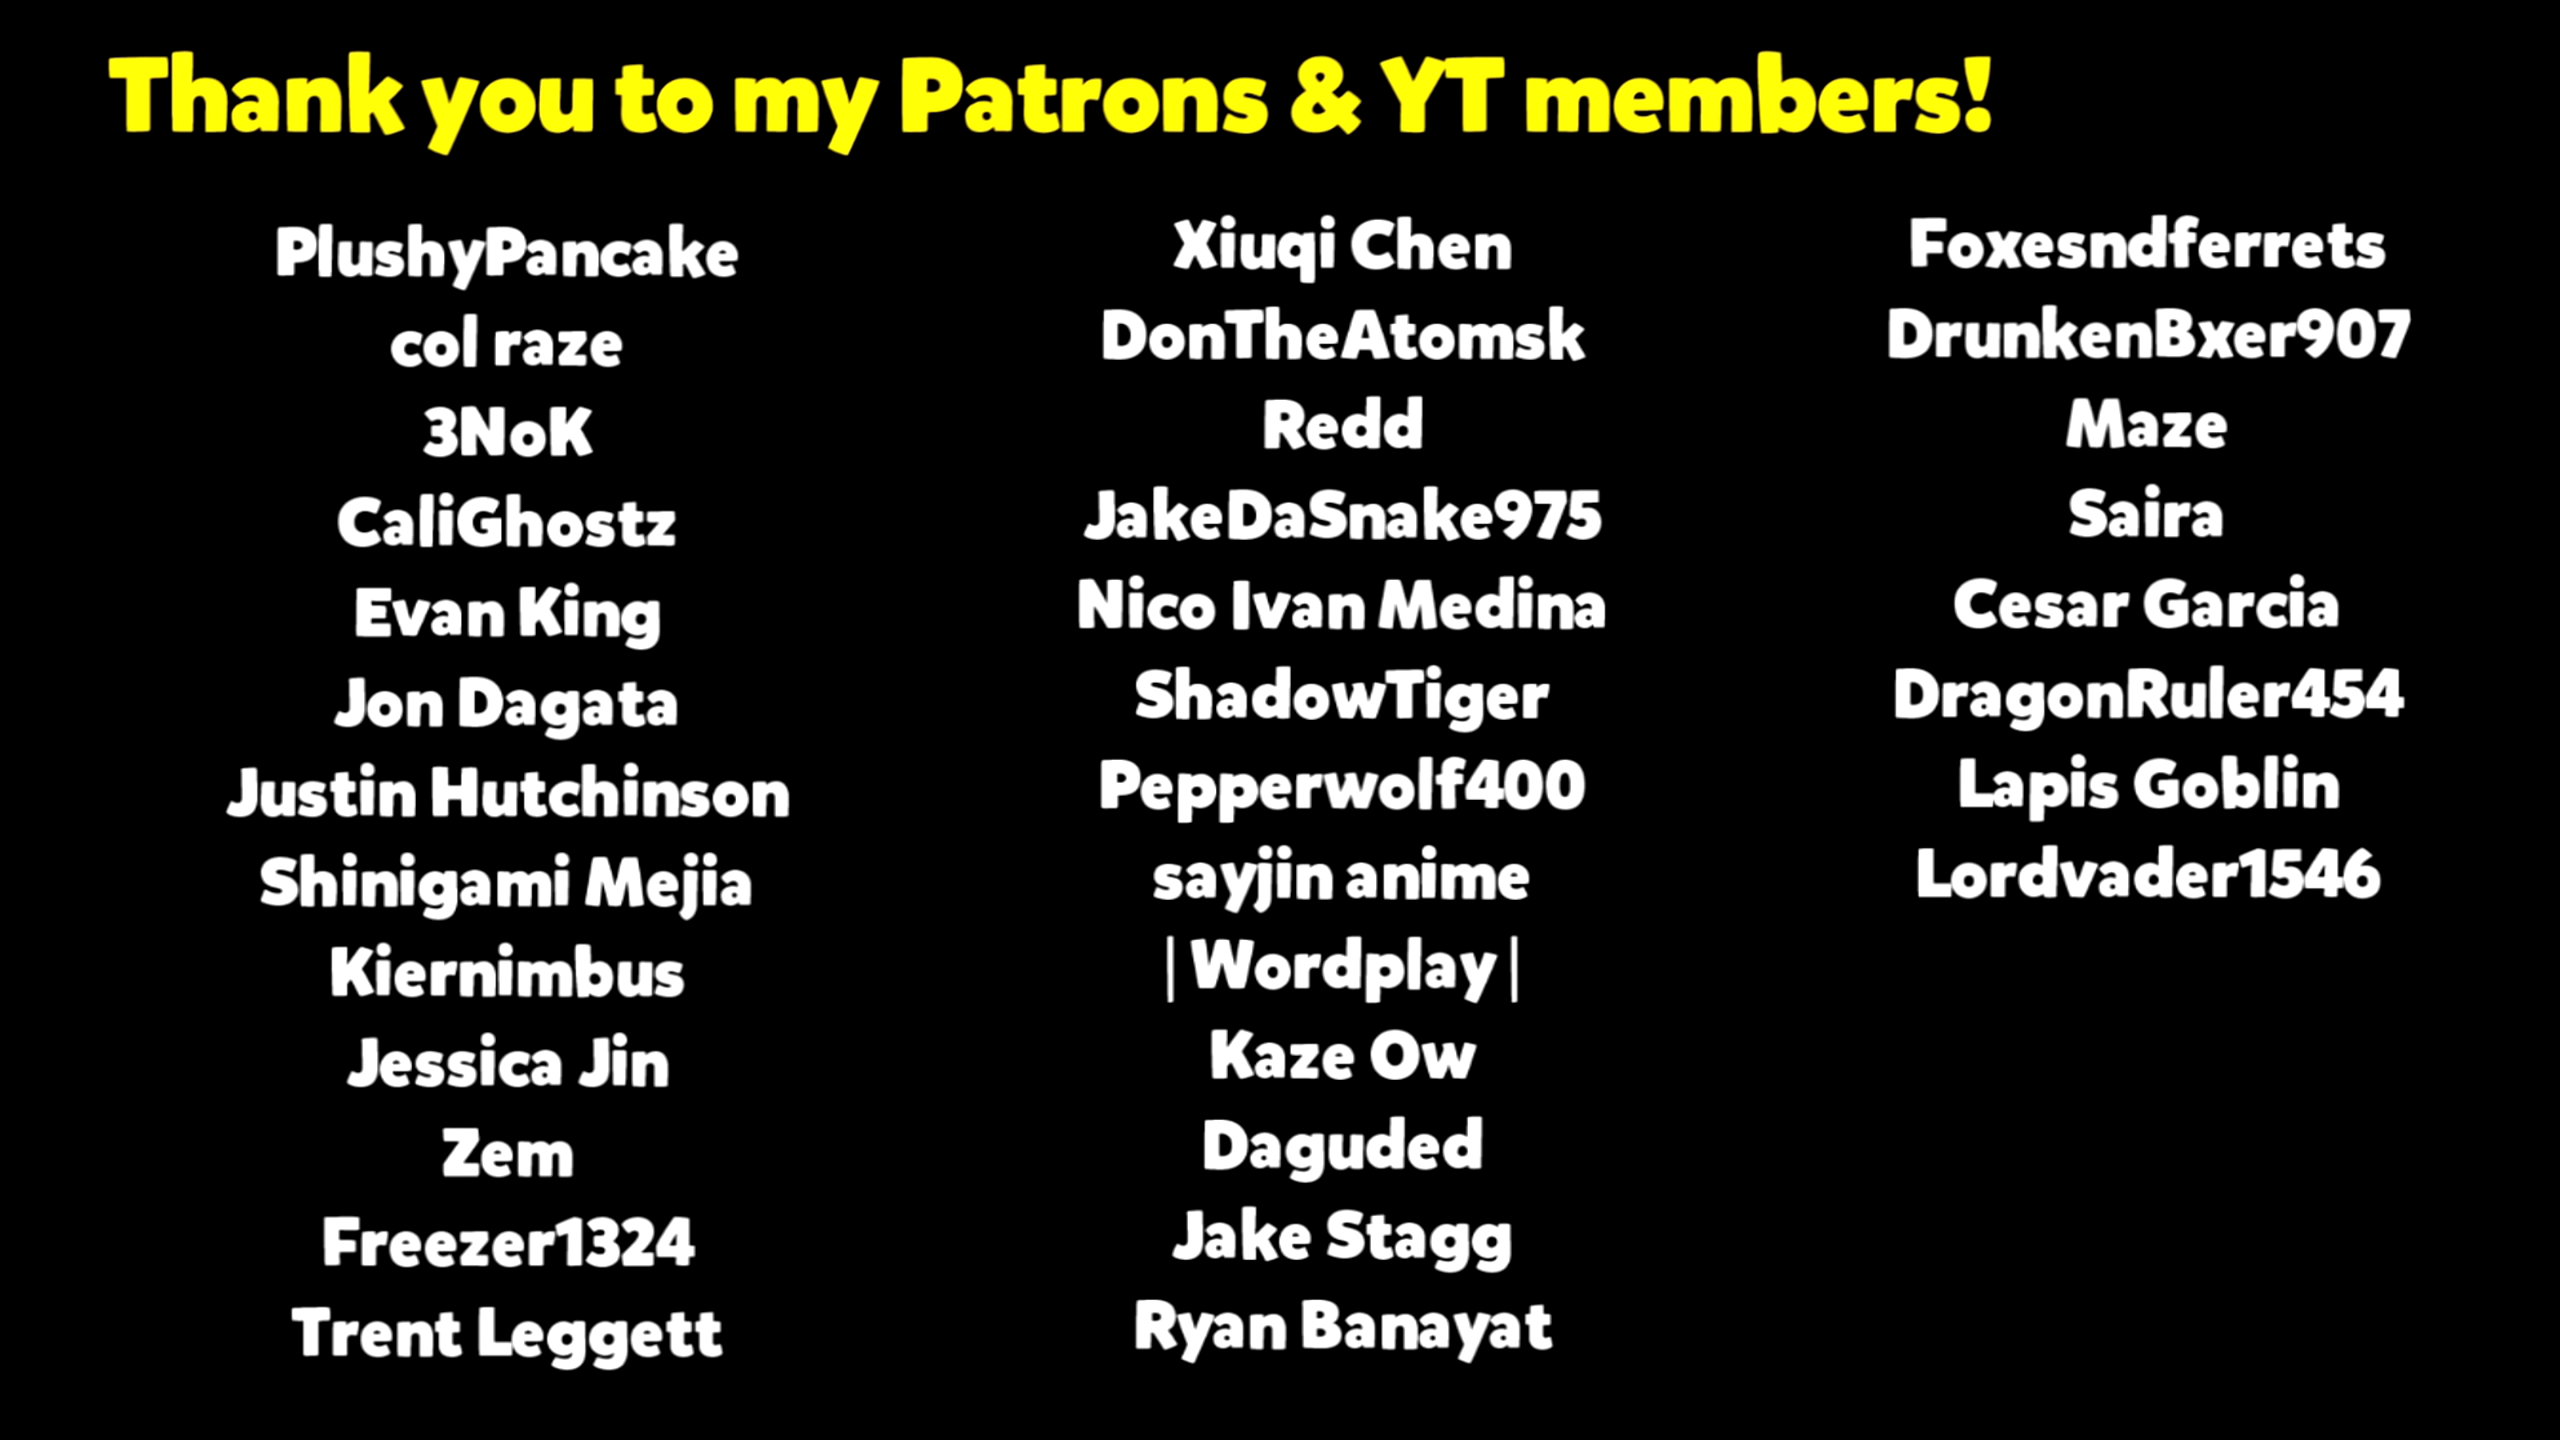 Thank you to my Patrons & YT members!
PlushyPancake
col raze
3NoK
CaliGhostz
Evan King
Jon Dagata
Justin Hutchinson
Shinigami Mejia
Kiernimbus
Jessica Jin
Zem
Freezer1324
Trent Leggett
Xiuqi Chen
DonTheAtomsk
Redd
JakeDaSnake975
Nico Ivan Medina
ShadowTiger
Pepperwolf400
sayjin anime
| Wordplay |
Kaze Ow
Daguded
Jake Stagg
Ryan Banayat
Foxesndferrets
DrunkenBxer907
Maze
Saira
Cesar Garcia
DragonRuler454
Lapis Goblin
Lordvader1546